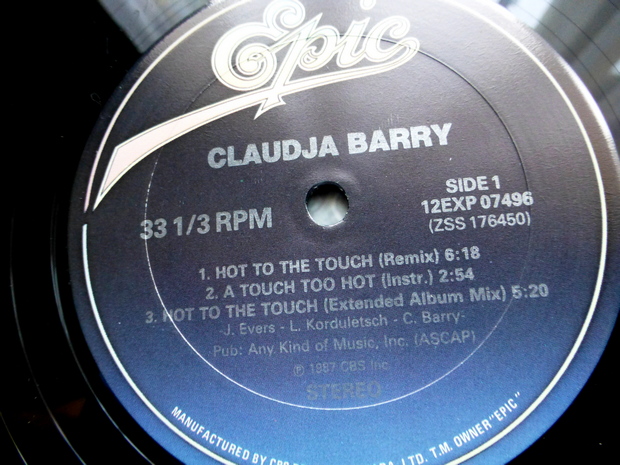 Epic
CLAUDJA BARRY
SIDE 1
12EXP 07496
(ZSS 176450)
33 1/3 RPM
1. HOT TO THE TOUCH (Remix) 6:18
2. A TOUCH TOO HOT (Instr.) 2:54
3. HOT TO THE TOUCH (Extended Album Mix) 5:20
-J. Evers - L. Korduletsch - C. Barry-
Pub: Any Kind of Music, Inc. (ASCAP)
℗ 1987 CBS Inc.
STEREO
MANUFACTURED BY CBS LTD. T.M. OWNER "EPIC"